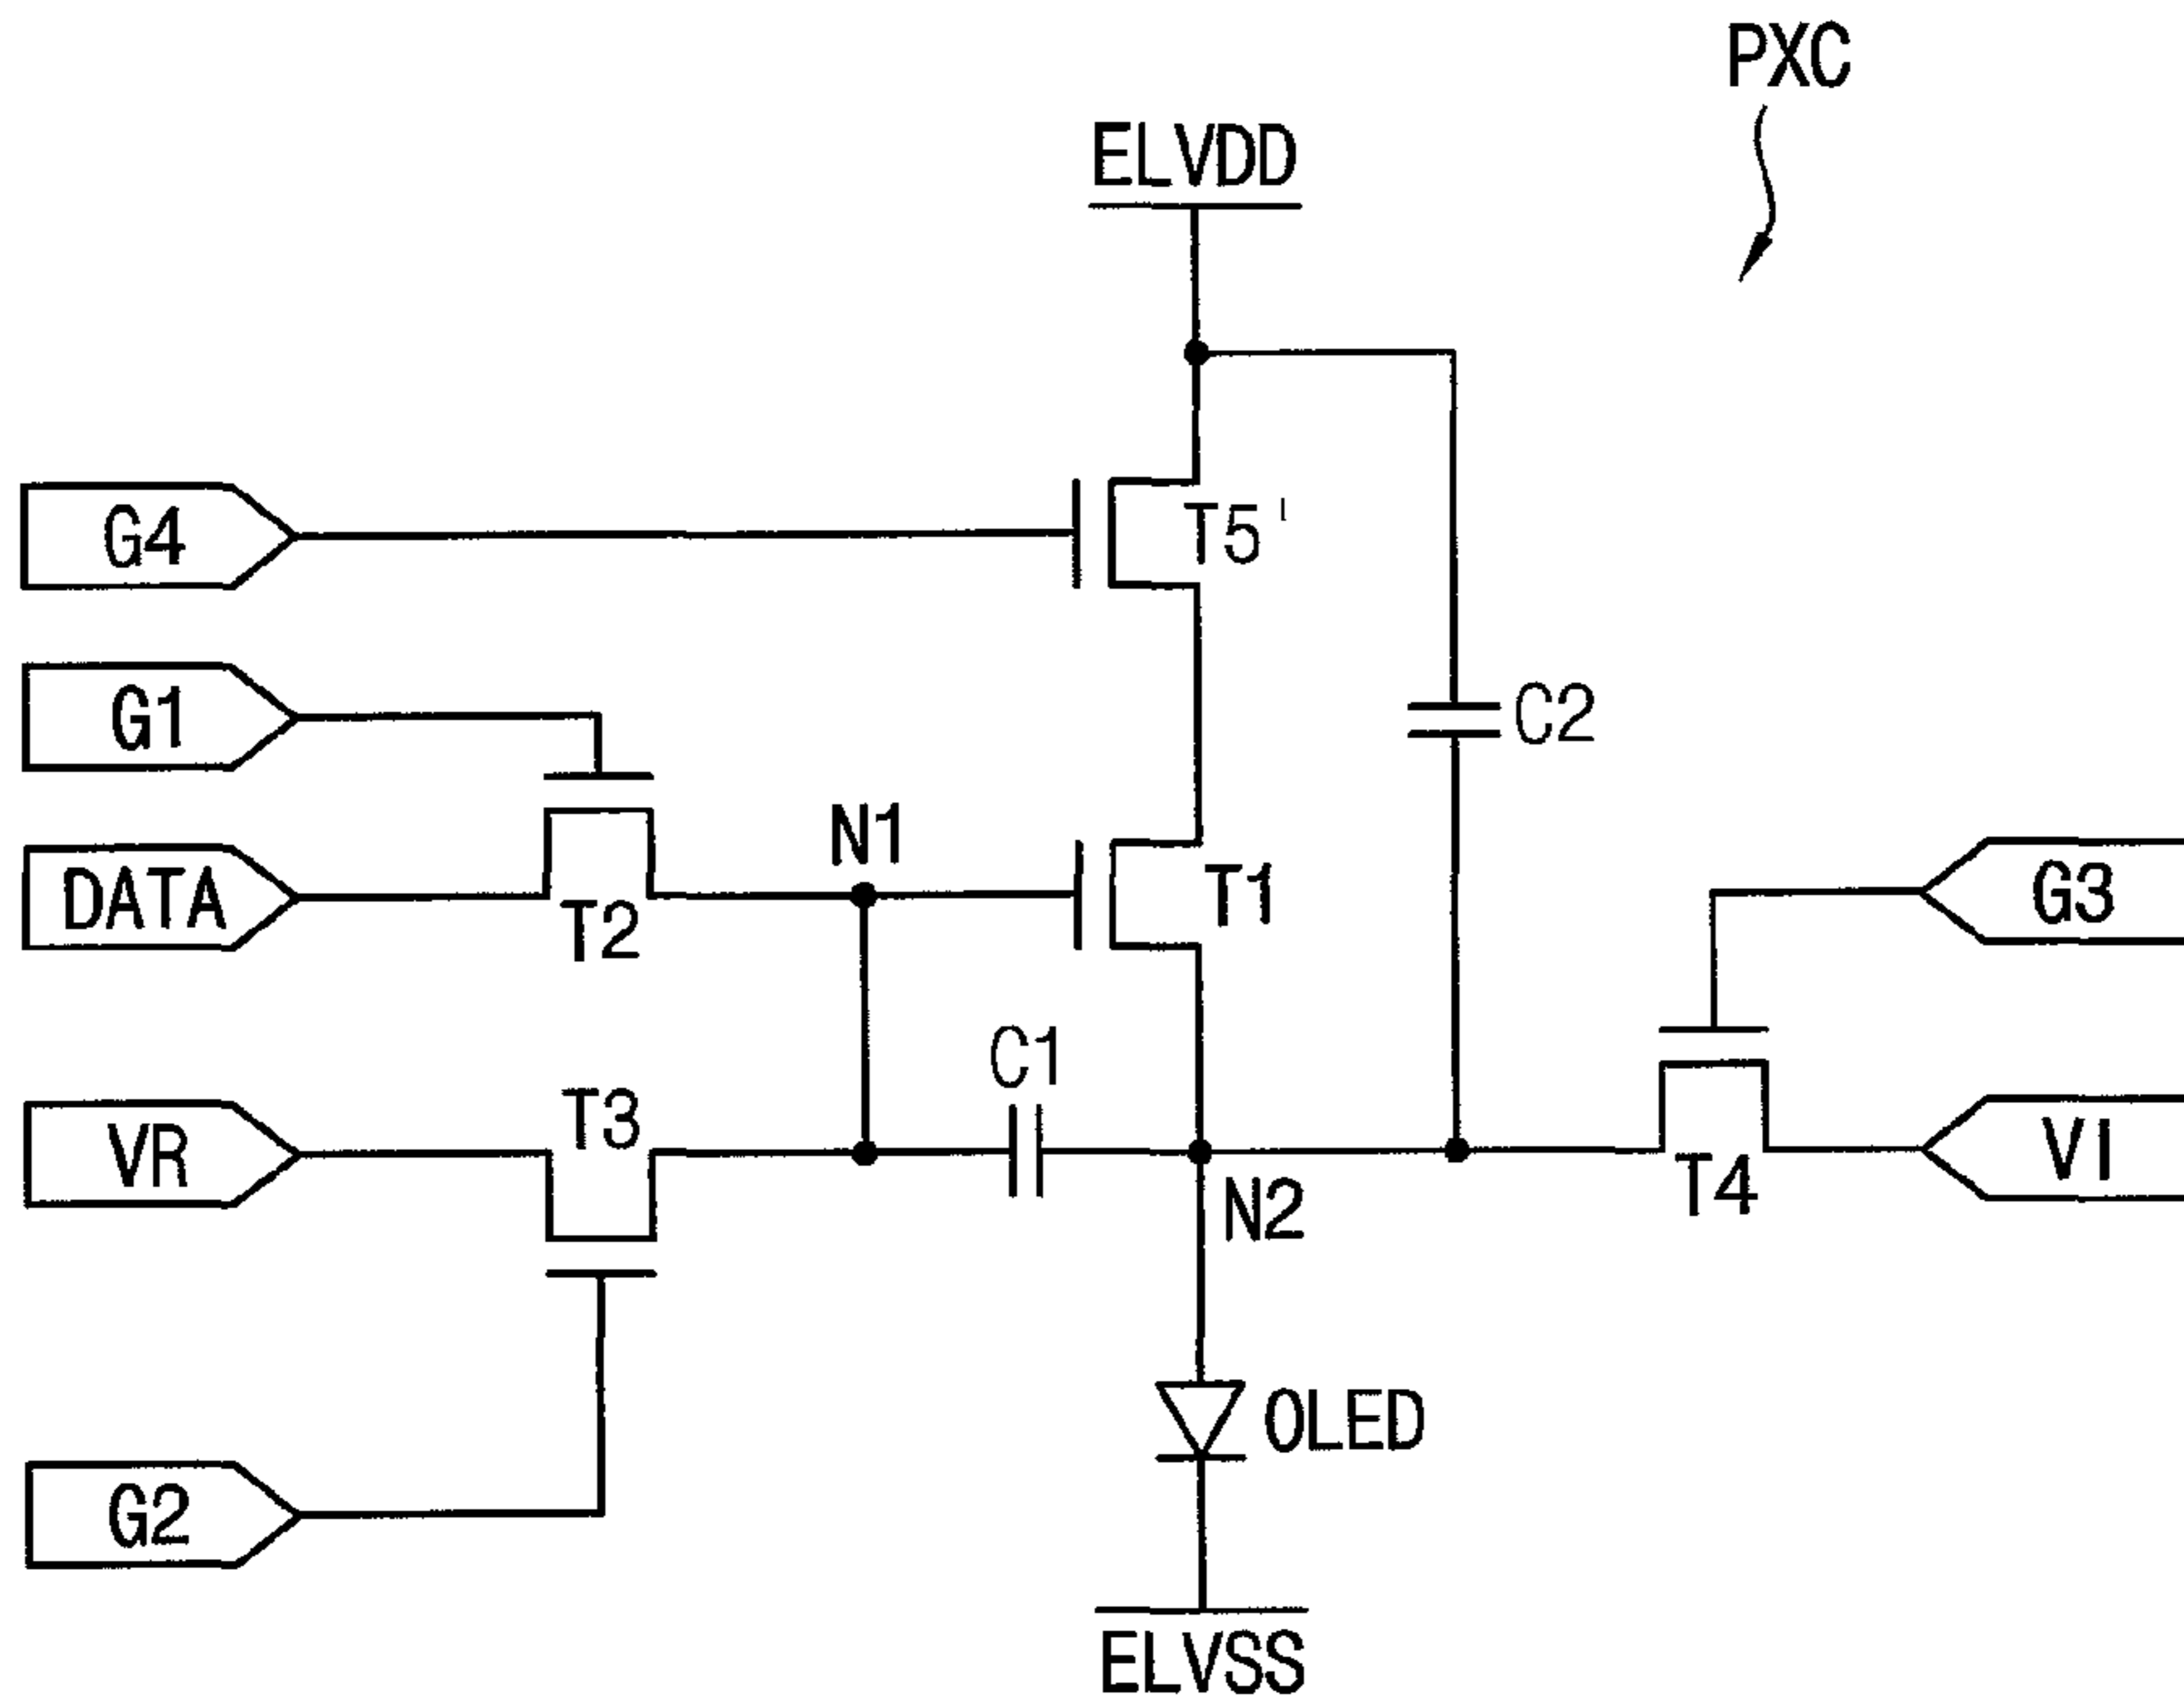 PXC
ELVDD
G4
T5'
G1
C2
N1
DATA
T2
T1
G3
C1
T3
VR
N2
T4
VI
OLED
G2
ELVSS